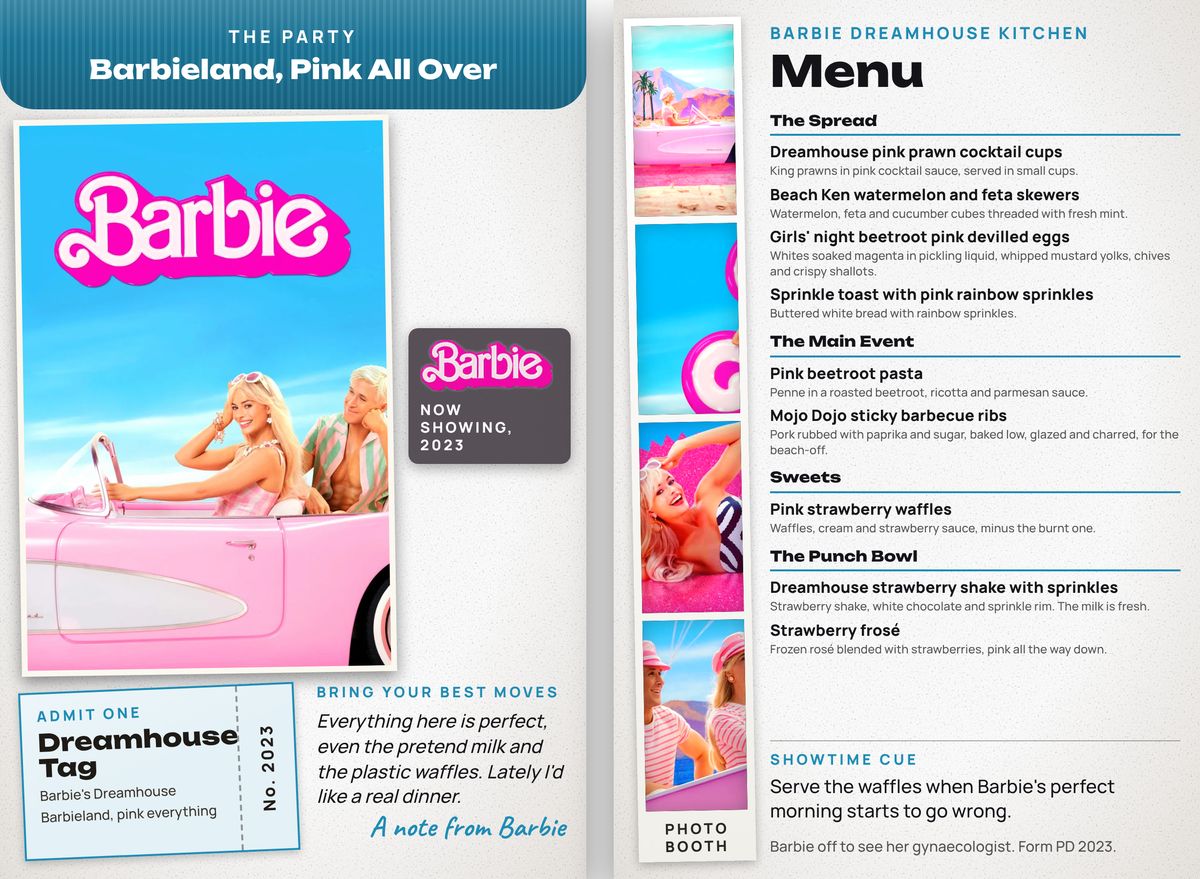 THE PARTY
Barbieland, Pink All Over
Barbie
Barbie
NOW
SHOWING,
2023
ADMIT ONE
Dreamhouse
Tag
Barbie's Dreamhouse
Barbieland, pink everything
No. 2023
BRING YOUR BEST MOVES
Everything here is perfect,
even the pretend milk and
the plastic waffles. Lately I'd
like a real dinner.
A note from Barbie
PHOTO
BOOTH
BARBIE DREAMHOUSE KITCHEN
Menu
The Spread
Dreamhouse pink prawn cocktail cups
King prawns in pink cocktail sauce, served in small cups.
Beach Ken watermelon and feta skewers
Watermelon, feta and cucumber cubes threaded with fresh mint.
Girls' night beetroot pink devilled eggs
Whites soaked magenta in pickling liquid, whipped mustard yolks, chives
and crispy shallots.
Sprinkle toast with pink rainbow sprinkles
Buttered white bread with rainbow sprinkles.
The Main Event
Pink beetroot pasta
Penne in a roasted beetroot, ricotta and parmesan sauce.
Mojo Dojo sticky barbecue ribs
Pork rubbed with paprika and sugar, baked low, glazed and charred, for the
beach-off.
Sweets
Pink strawberry waffles
Waffles, cream and strawberry sauce, minus the burnt one.
The Punch Bowl
Dreamhouse strawberry shake with sprinkles
Strawberry shake, white chocolate and sprinkle rim. The milk is fresh.
Strawberry frosé
Frozen rosé blended with strawberries, pink all the way down.
SHOWTIME CUE
Serve the waffles when Barbie's perfect
morning starts to go wrong.
Barbie off to see her gynaecologist. Form PD 2023.